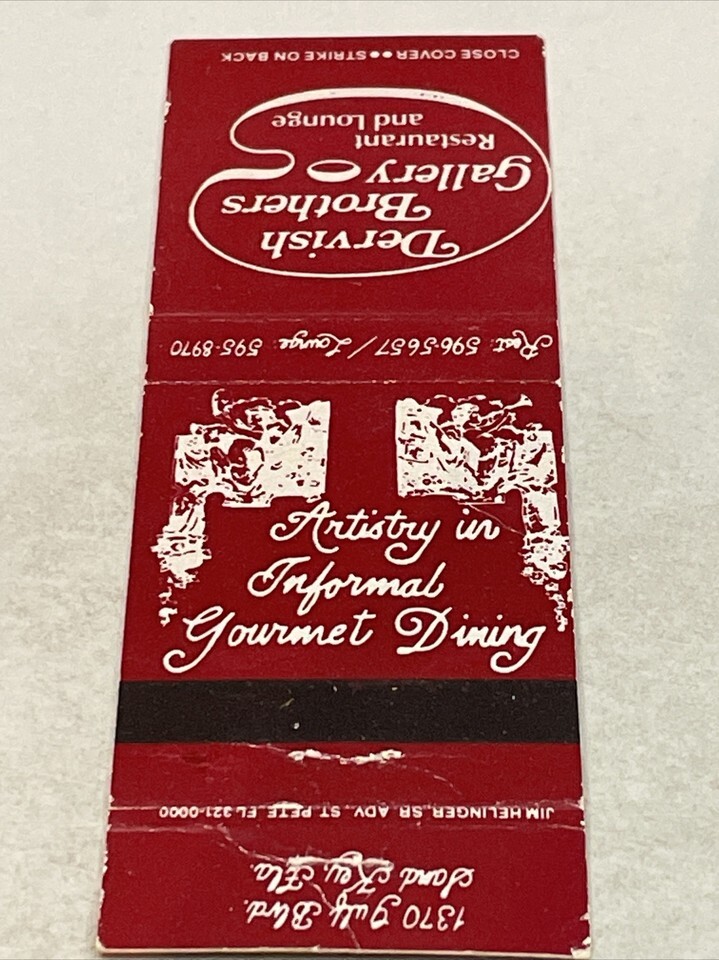 CLOSE COVER●●STRIKE ON BACK
Dervish
Brothers
Gallery
Restaurant
and Lounge
Rest: 596-5657 / Lounge: 595-8970
Artistry in
Informal
Gourmet Dining
JIM HELINGER, SR. ADV. ST. PETE. FL 321-0000
1370 Gulf Blvd.
Sand Key, Fla.